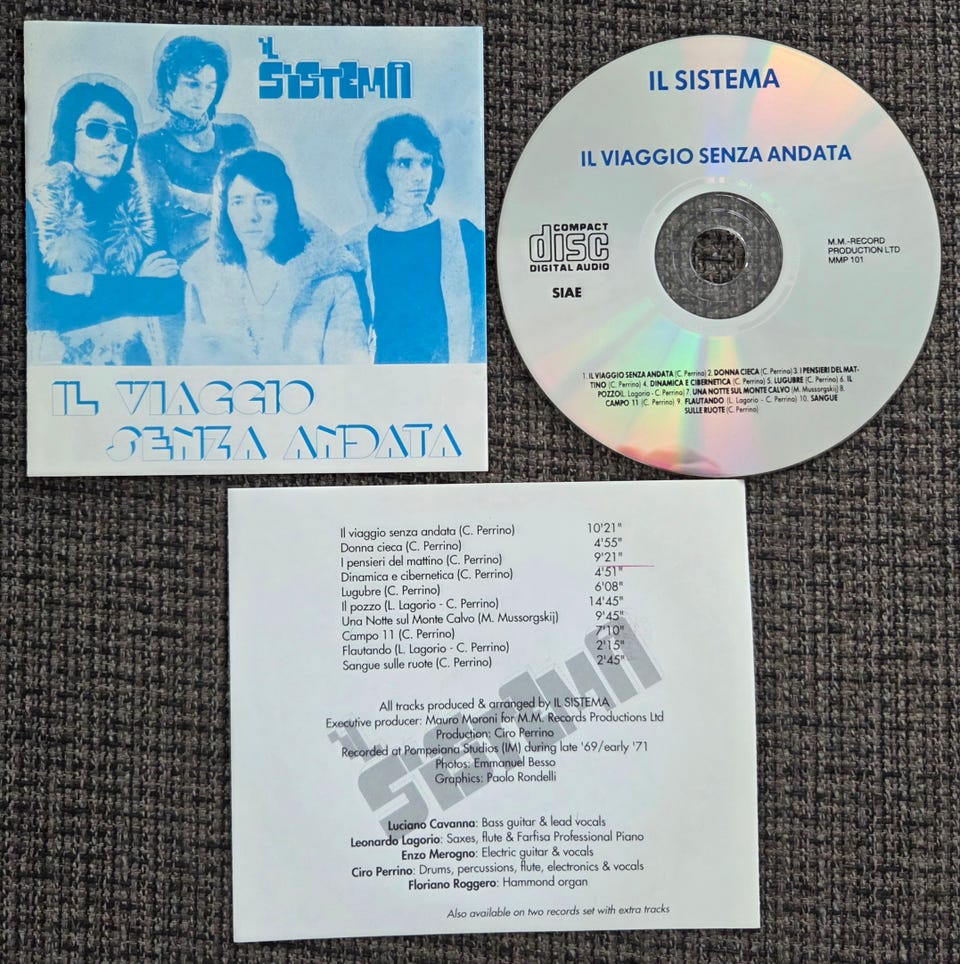 IL
SISTEMA
IL VIAGGIO
SENZA ANDATA
IL SISTEMA
IL VIAGGIO SENZA ANDATA
COMPACT
disc
DIGITAL AUDIO
SIAE
M.M.-RECORD
PRODUCTION LTD
MMP 101
1. IL VIAGGIO SENZA ANDATA (C. Perrino) 2. DONNA CIECA (C. Perrino) 3. I PENSIERI DEL MAT-
TINO (C. Perrino) 4. DINAMICA E CIBERNETICA (C. Perrino) 5. LUGUBRE (C. Perrino) 6. IL
POZZO (L. Lagorio - C. Perrino) 7. UNA NOTTE SUL MONTE CALVO (M. Mussorgskij) 8.
CAMPO 11 (C. Perrino) 9. FLAUTANDO (L. Lagorio - C. Perrino) 10. SANGUE
SULLE RUOTE (C. Perrino)
Il viaggio senza andata (C. Perrino) 10'21"
Donna cieca (C. Perrino) 4'55"
I pensieri del mattino (C. Perrino) 9'21"
Dinamica e cibernetica (C. Perrino) 4'51"
Lugubre (C. Perrino) 6'08"
Il pozzo (L. Lagorio - C. Perrino) 14'45"
Una Notte sul Monte Calvo (M. Mussorgskij) 9'45"
Campo 11 (C. Perrino) 7'10"
Flautando (L. Lagorio - C. Perrino) 2'15"
Sangue sulle ruote (C. Perrino) 2'45"
IL
SISTEMA
All tracks produced & arranged by IL SISTEMA
Executive producer: Mauro Moroni for M.M. Records Productions Ltd
Production: Ciro Perrino
Recorded at Pompeiana Studios (IM) during late '69/early '71
Photos: Emmanuel Besso
Graphics: Paolo Rondelli
Luciano Cavanna: Bass guitar & lead vocals
Leonardo Lagorio: Saxes, flute & Farfisa Professional Piano
Enzo Merogno: Electric guitar & vocals
Ciro Perrino: Drums, percussions, flute, electronics & vocals
Floriano Roggero: Hammond organ
Also available on two records set with extra tracks